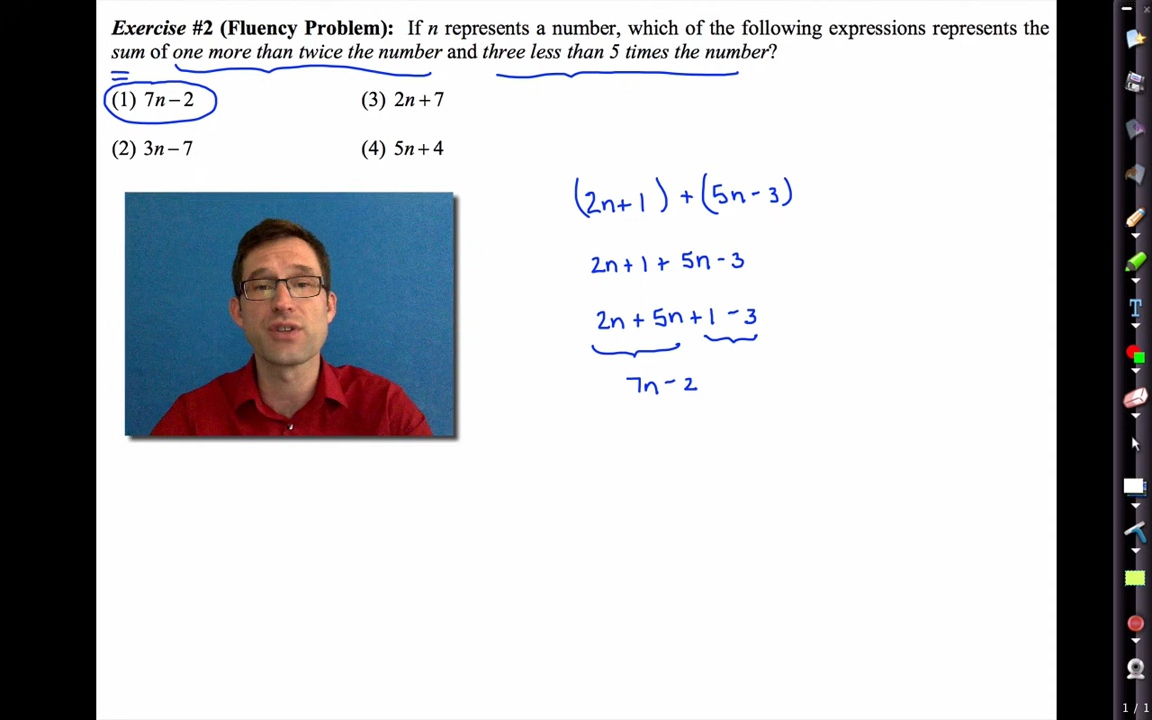 Exercise #2 (Fluency Problem): If n represents a number, which of the following expressions represents the
sum of one more than twice the number and three less than 5 times the number?
(1) 7n – 2
(3) 2n + 7
(2) 3n – 7
(4) 5n + 4
(2n+1) + (5n - 3)
2n + 1 + 5n - 3
2n + 5n + 1 - 3
7n - 2
T
1 / 1